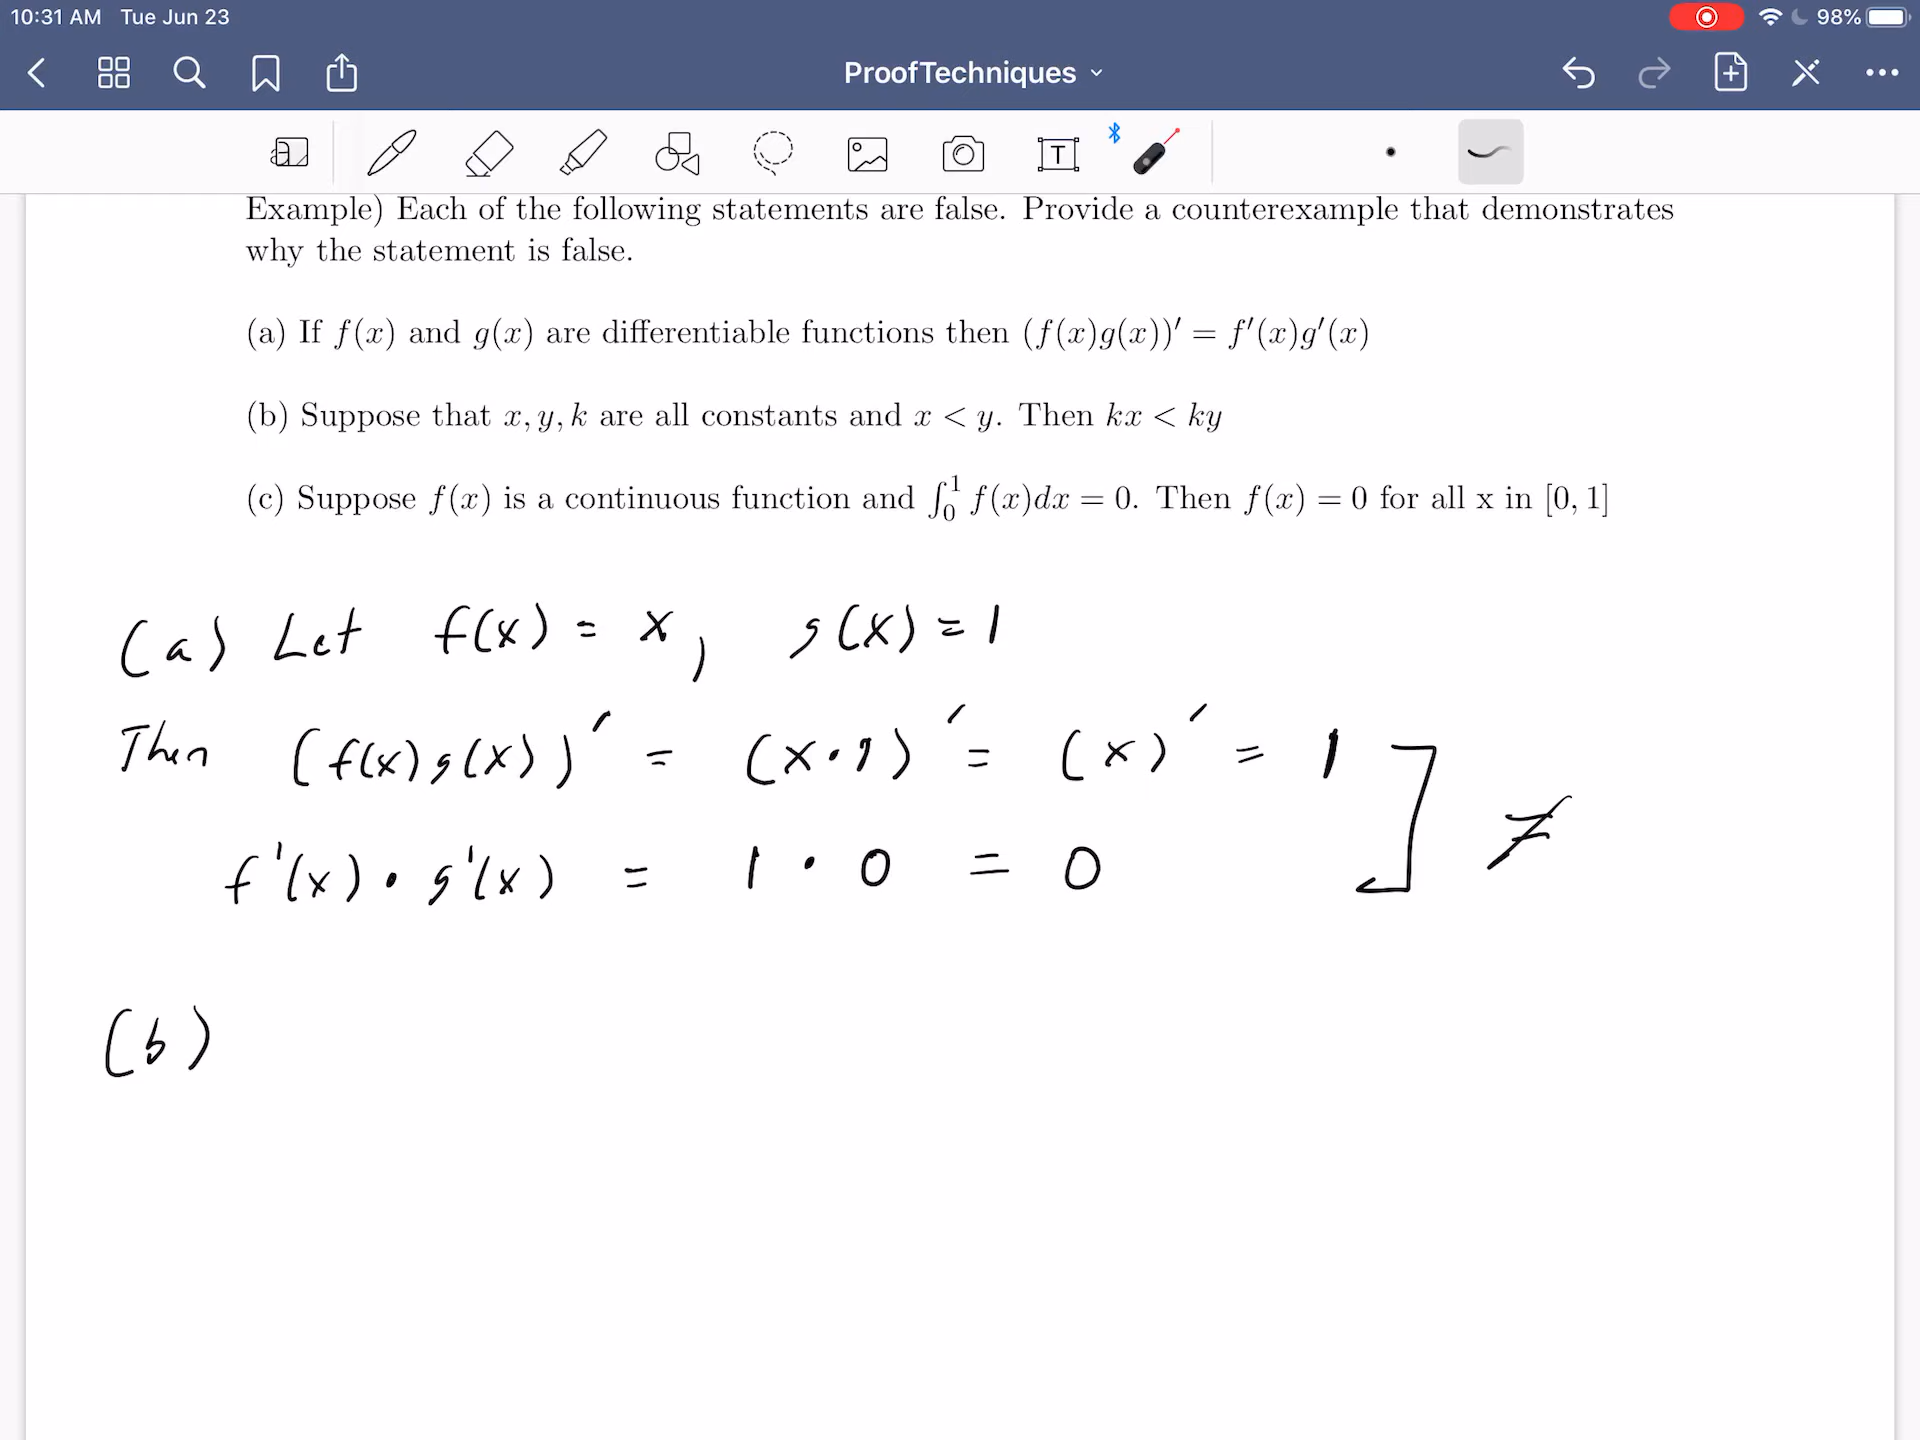 10:31 AM Tue Jun 23
98%
ProofTechniques
T
Example) Each of the following statements are false. Provide a counterexample that demonstrates
why the statement is false.
(a) If f(x) and g(x) are differentiable functions then (f(x)g(x))′ = f′(x)g′(x)
(b) Suppose that x, y, k are all constants and x < y. Then kx < ky
(c) Suppose f(x) is a continuous function and ∫₀¹ f(x)dx = 0. Then f(x) = 0 for all x in [0, 1]
(a) Let f(x) = x, g(x) = 1
Then (f(x)g(x))′ = (x·1)′ = (x)′ = 1
f'(x) · g'(x) = 1 · 0 = 0 ] ≠
(b)